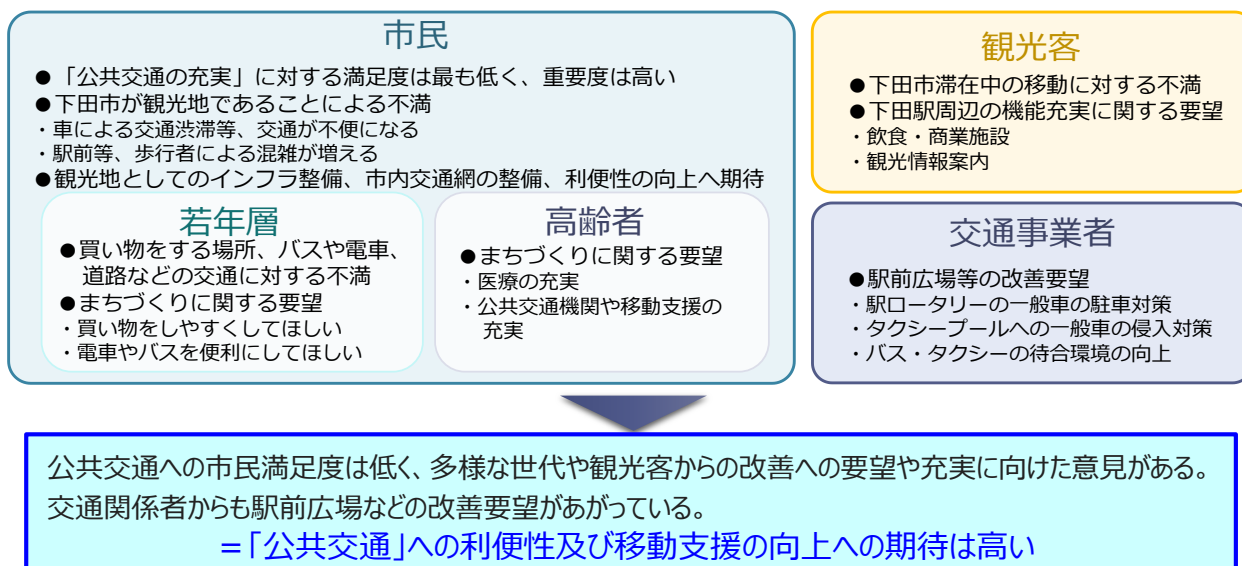 市民
●「公共交通の充実」に対する満足度は最も低く、重要度は高い
●下田市が観光地であることによる不満
・車による交通渋滞等、交通が不便になる
・駅前等、歩行者による混雑が増える
●観光地としてのインフラ整備、市内交通網の整備、利便性の向上へ期待
若年層
●買い物をする場所、バスや電車、
道路などの交通に対する不満
●まちづくりに関する要望
・買い物をしやすくしてほしい
・電車やバスを便利にしてほしい
高齢者
●まちづくりに関する要望
・医療の充実
・公共交通機関や移動支援の
充実
観光客
●下田市滞在中の移動に対する不満
●下田駅周辺の機能充実に関する要望
・飲食・商業施設
・観光情報案内
交通事業者
●駅前広場等の改善要望
・駅ロータリーの一般車の駐車対策
・タクシープールへの一般車の侵入対策
・バス・タクシーの待合環境の向上
公共交通への市民満足度は低く、多様な世代や観光客からの改善への要望や充実に向けた意見がある。
交通関係者からも駅前広場などの改善要望があがっている。
=「公共交通」への利便性及び移動支援の向上への期待は高い